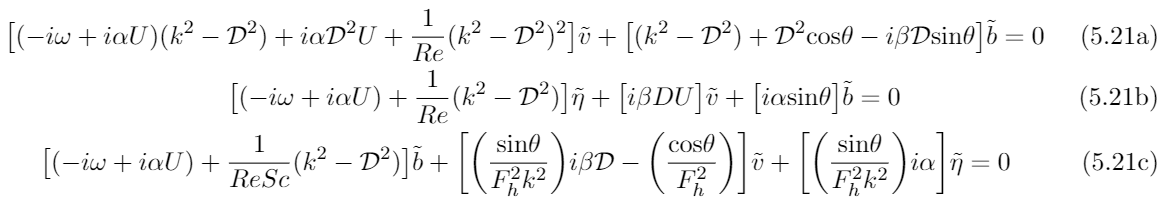 [(−iω + iαU)(k² − 𝒟²) + iα𝒟²U + 1/Re (k² − 𝒟²)²]ṽ + [(k² − 𝒟²) + 𝒟²cosθ − iβ𝒟sinθ]b̃ = 0 (5.21a)
[(−iω + iαU) + 1/Re (k² − 𝒟²)]η̃ + [iβDU]ṽ + [iαsinθ]b̃ = 0 (5.21b)
[(−iω + iαU) + 1/ReSc (k² − 𝒟²)]b̃ + [(sinθ/F_h²k²)iβ𝒟 − (cosθ/F_h²)]ṽ + [(sinθ/F_h²k²)iα]η̃ = 0 (5.21c)